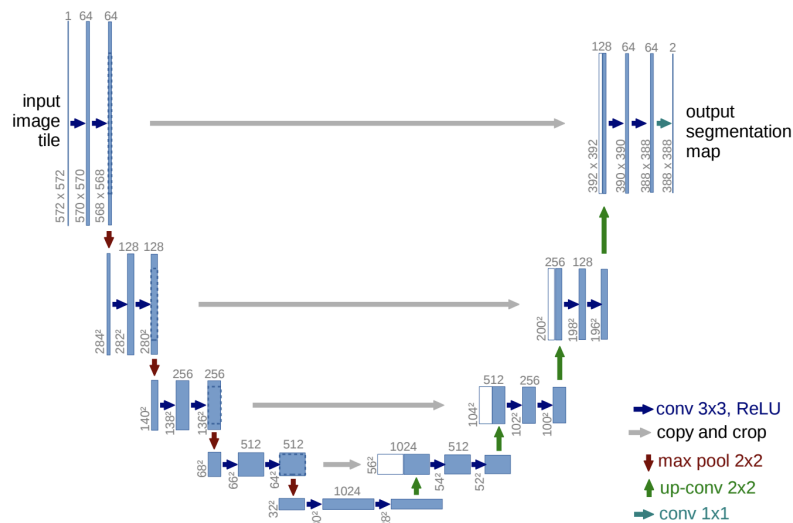 1 64 64
input
image
tile
572 x 572
570 x 570
568 x 568
128 64 64 2
output
segmentation
map
392 x 392
390 x 390
388 x 388
388 x 388
128 128
284²
282²
280²
256 128
200²
198²
196²
256 256
140²
138²
136²
512 256
104²
102²
100²
512 512
68²
66²
64²
1024 512
56²
54²
52²
1024
32²
conv 3x3, ReLU
copy and crop
max pool 2x2
up-conv 2x2
conv 1x1